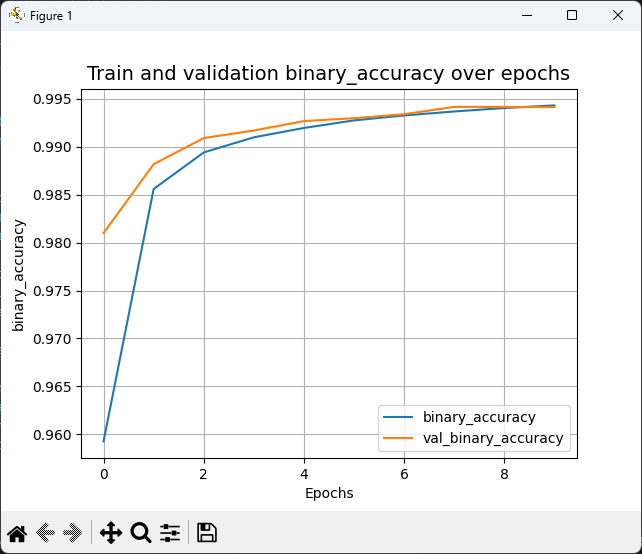 Figure 1
Train and validation binary_accuracy over epochs
0.995
0.990
0.985
0.980
0.975
0.970
0.965
0.960
binary_accuracy
binary_accuracy
val_binary_accuracy
0 2 4 6 8
Epochs